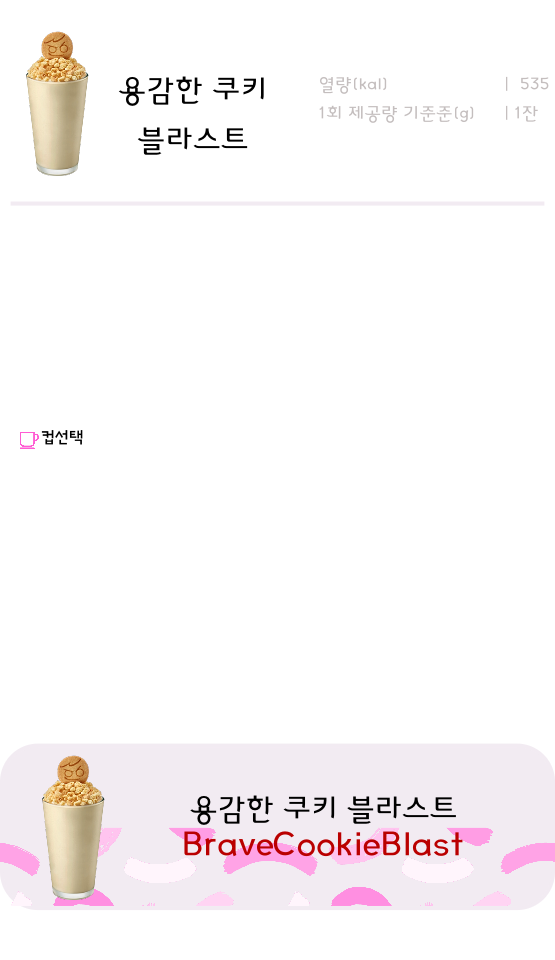 용감한 쿠키
블라스트
열량(kal) | 535
1회 제공량 기준준(g) | 1잔
컵선택
용감한 쿠키 블라스트
BraveCookieBlast